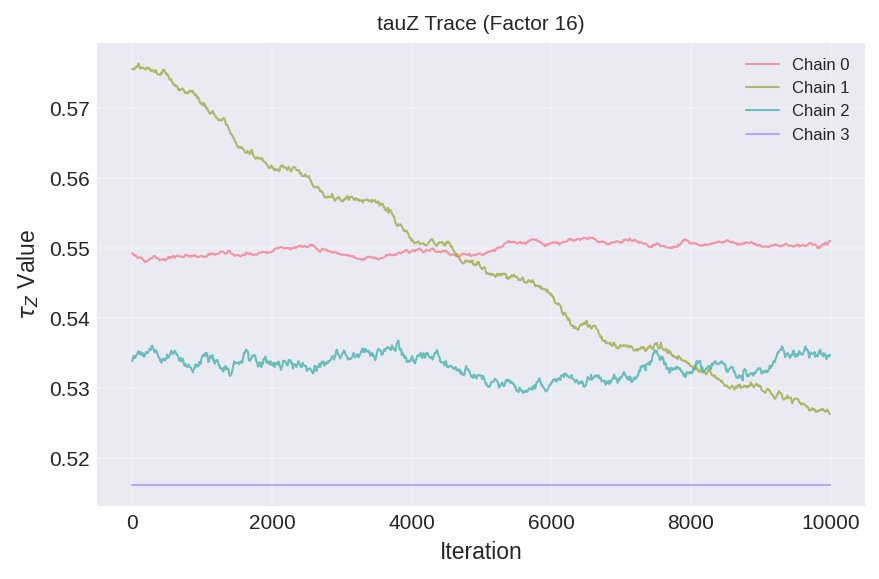 tauZ Trace (Factor 16)
Chain 0
Chain 1
Chain 2
Chain 3
τZ Value
0.57
0.56
0.55
0.54
0.53
0.52
0 2000 4000 6000 8000 10000
Iteration